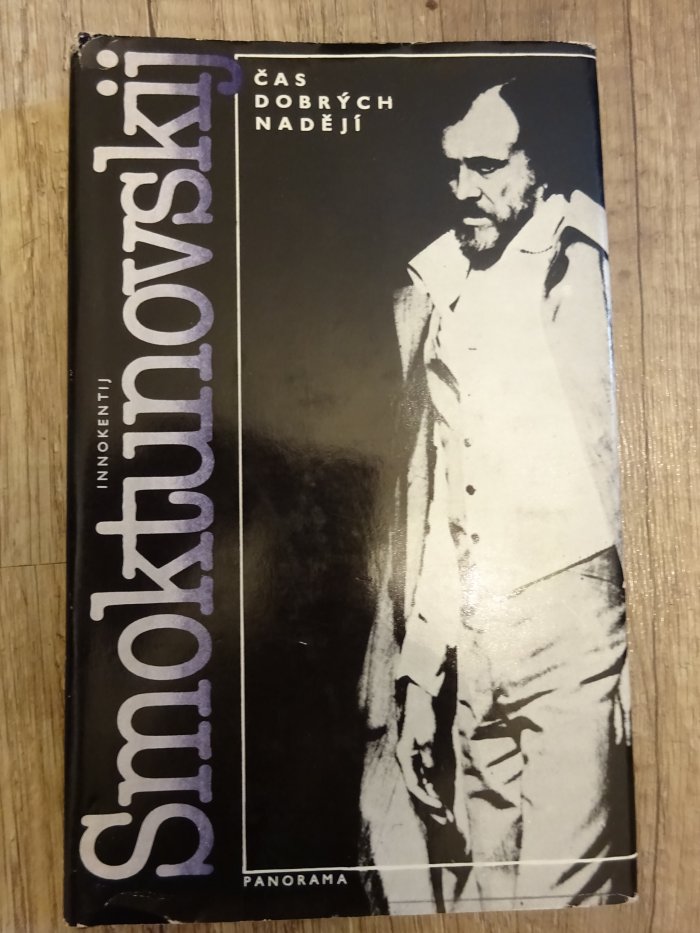 INNOKENTIJ
Smoktunovskij
ČAS
DOBRÝCH
NADĚJÍ
PANORAMA